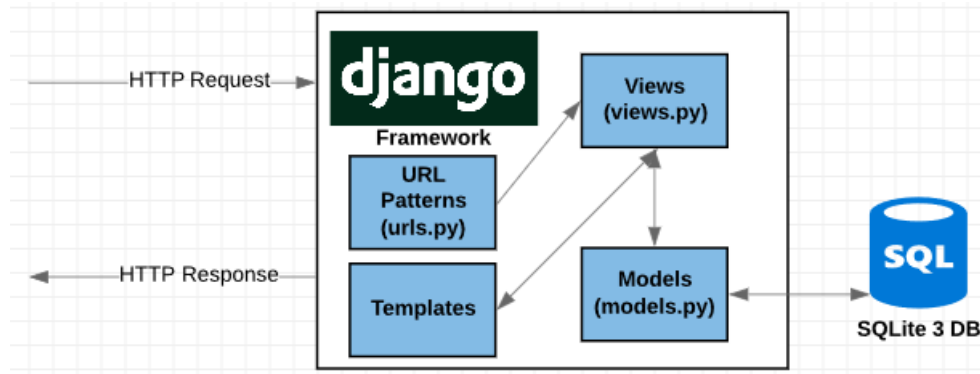 HTTP Request
django
Framework
Views
(views.py)
URL
Patterns
(urls.py)
HTTP Response
Templates
Models
(models.py)
SQL
SQLite 3 DB